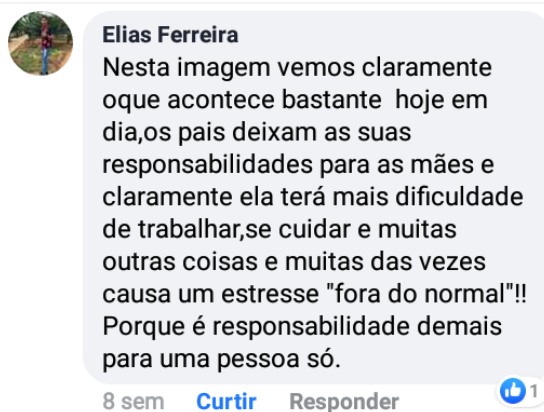 Elias Ferreira
Nesta imagem vemos claramente
oque acontece bastante  hoje em
dia,os pais deixam as suas
responsabilidades para as mães e
claramente ela terá mais dificuldade
de trabalhar,se cuidar e muitas
outras coisas e muitas das vezes
causa um estresse "fora do normal"!!
Porque é responsabilidade demais
para uma pessoa só.
8 sem Curtir Responder 1